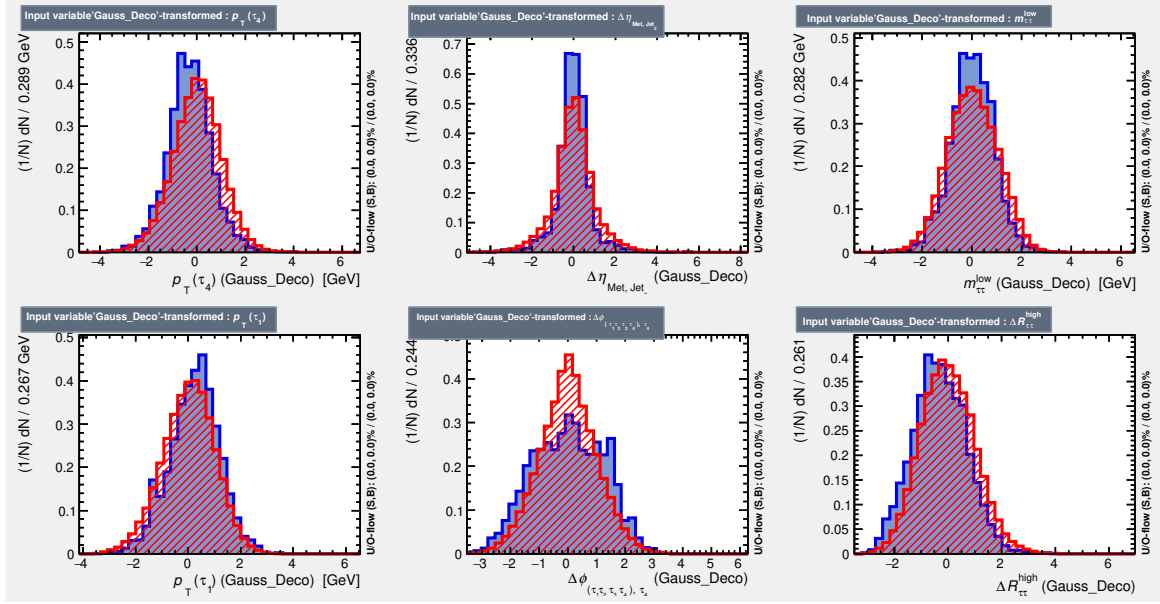 Input variable'Gauss_Deco'-transformed : p_T(τ_4)
(1/N) dN / 0.289 GeV
0.5
0.4
0.3
0.2
0.1
0
−4 −2 0 2 4 6
p_T(τ_4) (Gauss_Deco) [GeV]
U/O-flow (S,B): (0.0, 0.0)% / (0.0, 0.0)%
Input variable'Gauss_Deco'-transformed : Δη_Met, Jet
(1/N) dN / 0.336
0.7
0.6
0.5
0.4
0.3
0.2
0.1
0
−4 −2 0 2 4 6 8
Δη_Met, Jet (Gauss_Deco)
U/O-flow (S,B): (0.0, 0.0)% / (0.0, 0.0)%
Input variable'Gauss_Deco'-transformed : m_ττ^low
(1/N) dN / 0.282 GeV
0.5
0.4
0.3
0.2
0.1
0
−4 −2 0 2 4 6
m_ττ^low (Gauss_Deco) [GeV]
U/O-flow (S,B): (0.0, 0.0)% / (0.0, 0.0)%
Input variable'Gauss_Deco'-transformed : p_T(τ_1)
(1/N) dN / 0.267 GeV
0.5
0.4
0.3
0.2
0.1
0
−4 −2 0 2 4 6
p_T(τ_1) (Gauss_Deco) [GeV]
U/O-flow (S,B): (0.0, 0.0)% / (0.0, 0.0)%
Input variable'Gauss_Deco'-transformed : Δϕ
(1/N) dN / 0.244
0.5
0.4
0.3
0.2
0.1
0
−3 −2 −1 0 1 2 3 4 5 6
Δϕ (Gauss_Deco)
U/O-flow (S,B): (0.0, 0.0)% / (0.0, 0.0)%
Input variable'Gauss_Deco'-transformed : ΔR_ττ^high
(1/N) dN / 0.261
0.4
0.35
0.3
0.25
0.2
0.15
0.1
0.05
0
−2 0 2 4 6
ΔR_ττ^high (Gauss_Deco)
U/O-flow (S,B): (0.0, 0.0)% / (0.0, 0.0)%